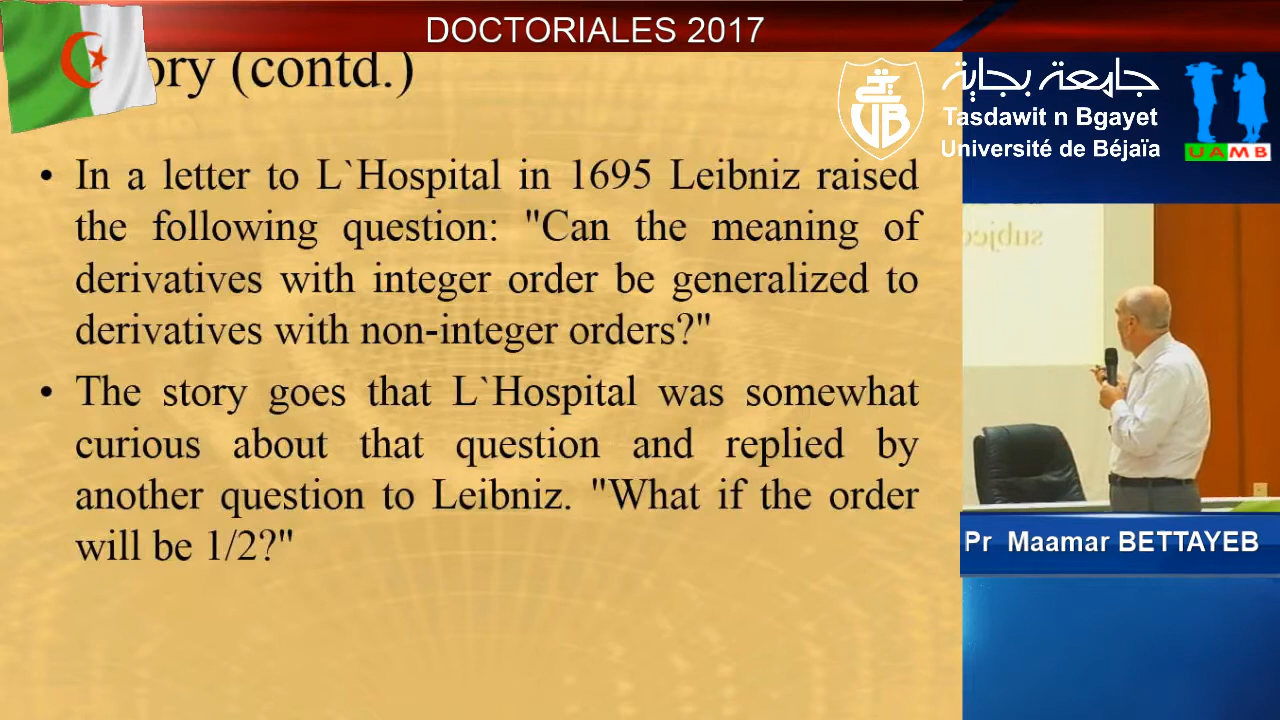 DOCTORIALES 2017
ory (contd.)
جامعة بجاية
Tasdawit n Bgayet
Université de Béjaïa
UB
UAMB
• In a letter to L`Hospital in 1695 Leibniz raised
the following question: "Can the meaning of
derivatives with integer order be generalized to
derivatives with non-integer orders?"
• The story goes that L`Hospital was somewhat
curious about that question and replied by
another question to Leibniz. "What if the order
will be 1/2?"
Pr Maamar BETTAYEB